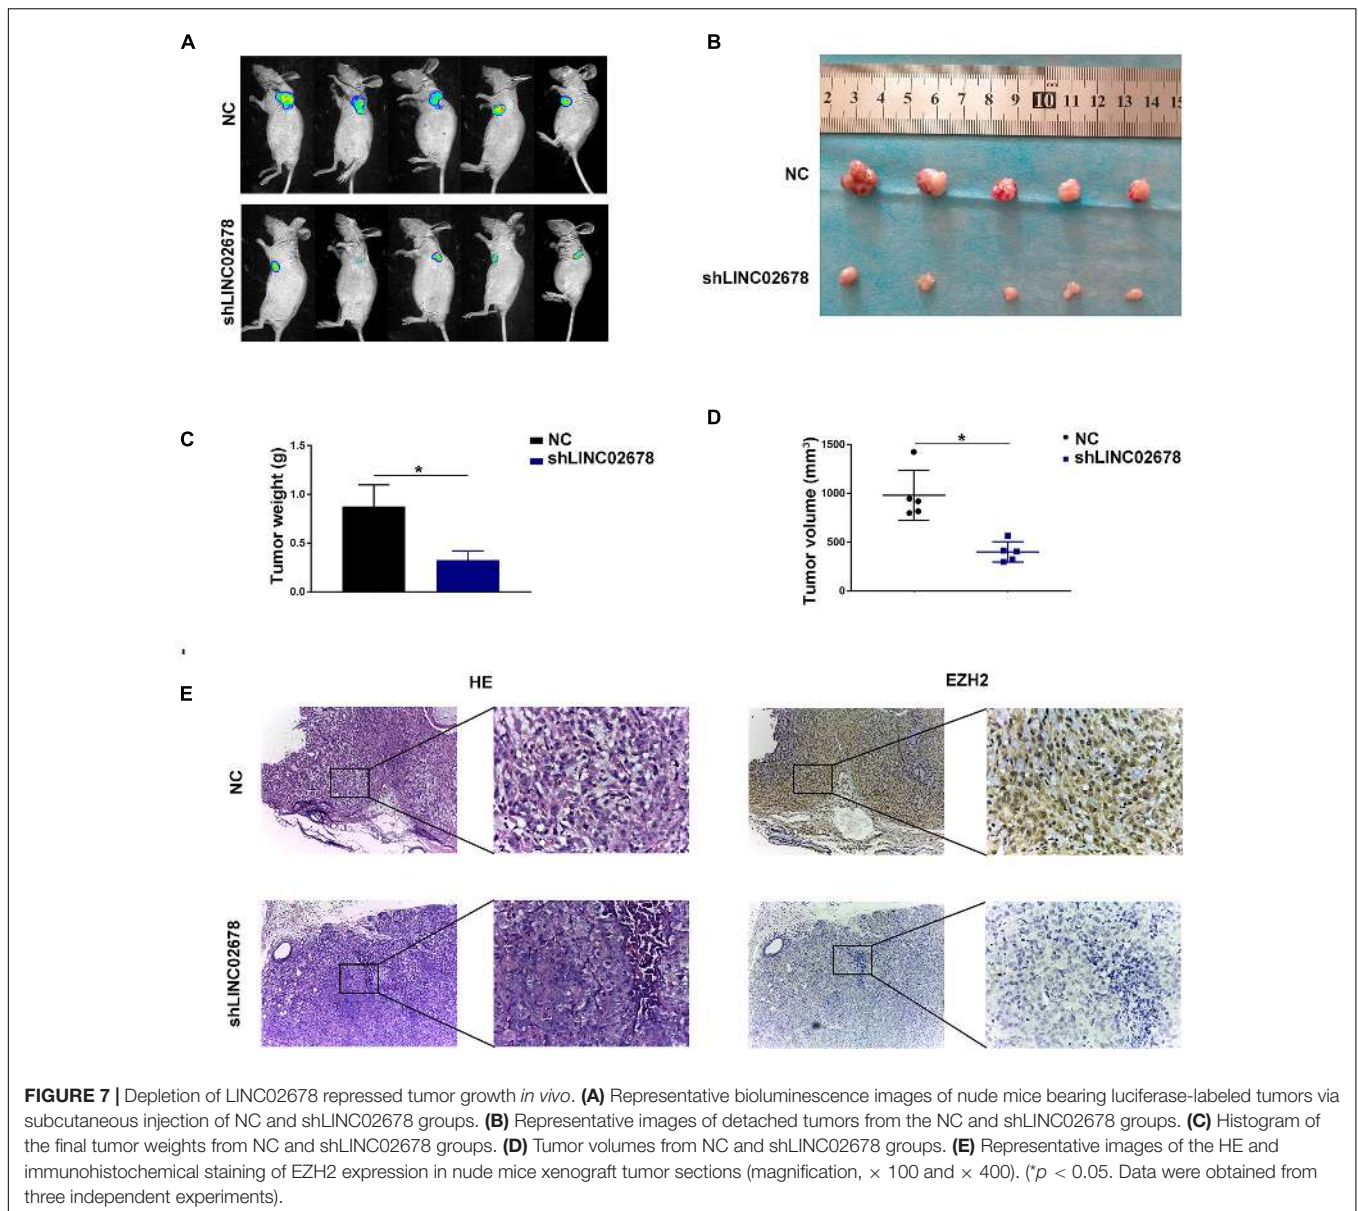 A
NC
shLINC02678
B
2 3 4 5 6 7 8 9 10 11 12 13 14 15
NC
shLINC02678
C
Tumor weight (g)
1.5
1.0
0.5
0.0
*
NC
shLINC02678
D
Tumor volume (mm³)
1500
1000
500
0
*
NC
shLINC02678
E
HE
EZH2
NC
shLINC02678
FIGURE 7 | Depletion of LINC02678 repressed tumor growth in vivo. (A) Representative bioluminescence images of nude mice bearing luciferase-labeled tumors via
subcutaneous injection of NC and shLINC02678 groups. (B) Representative images of detached tumors from the NC and shLINC02678 groups. (C) Histogram of
the final tumor weights from NC and shLINC02678 groups. (D) Tumor volumes from NC and shLINC02678 groups. (E) Representative images of the HE and
immunohistochemical staining of EZH2 expression in nude mice xenograft tumor sections (magnification, × 100 and × 400). (*p < 0.05. Data were obtained from
three independent experiments).